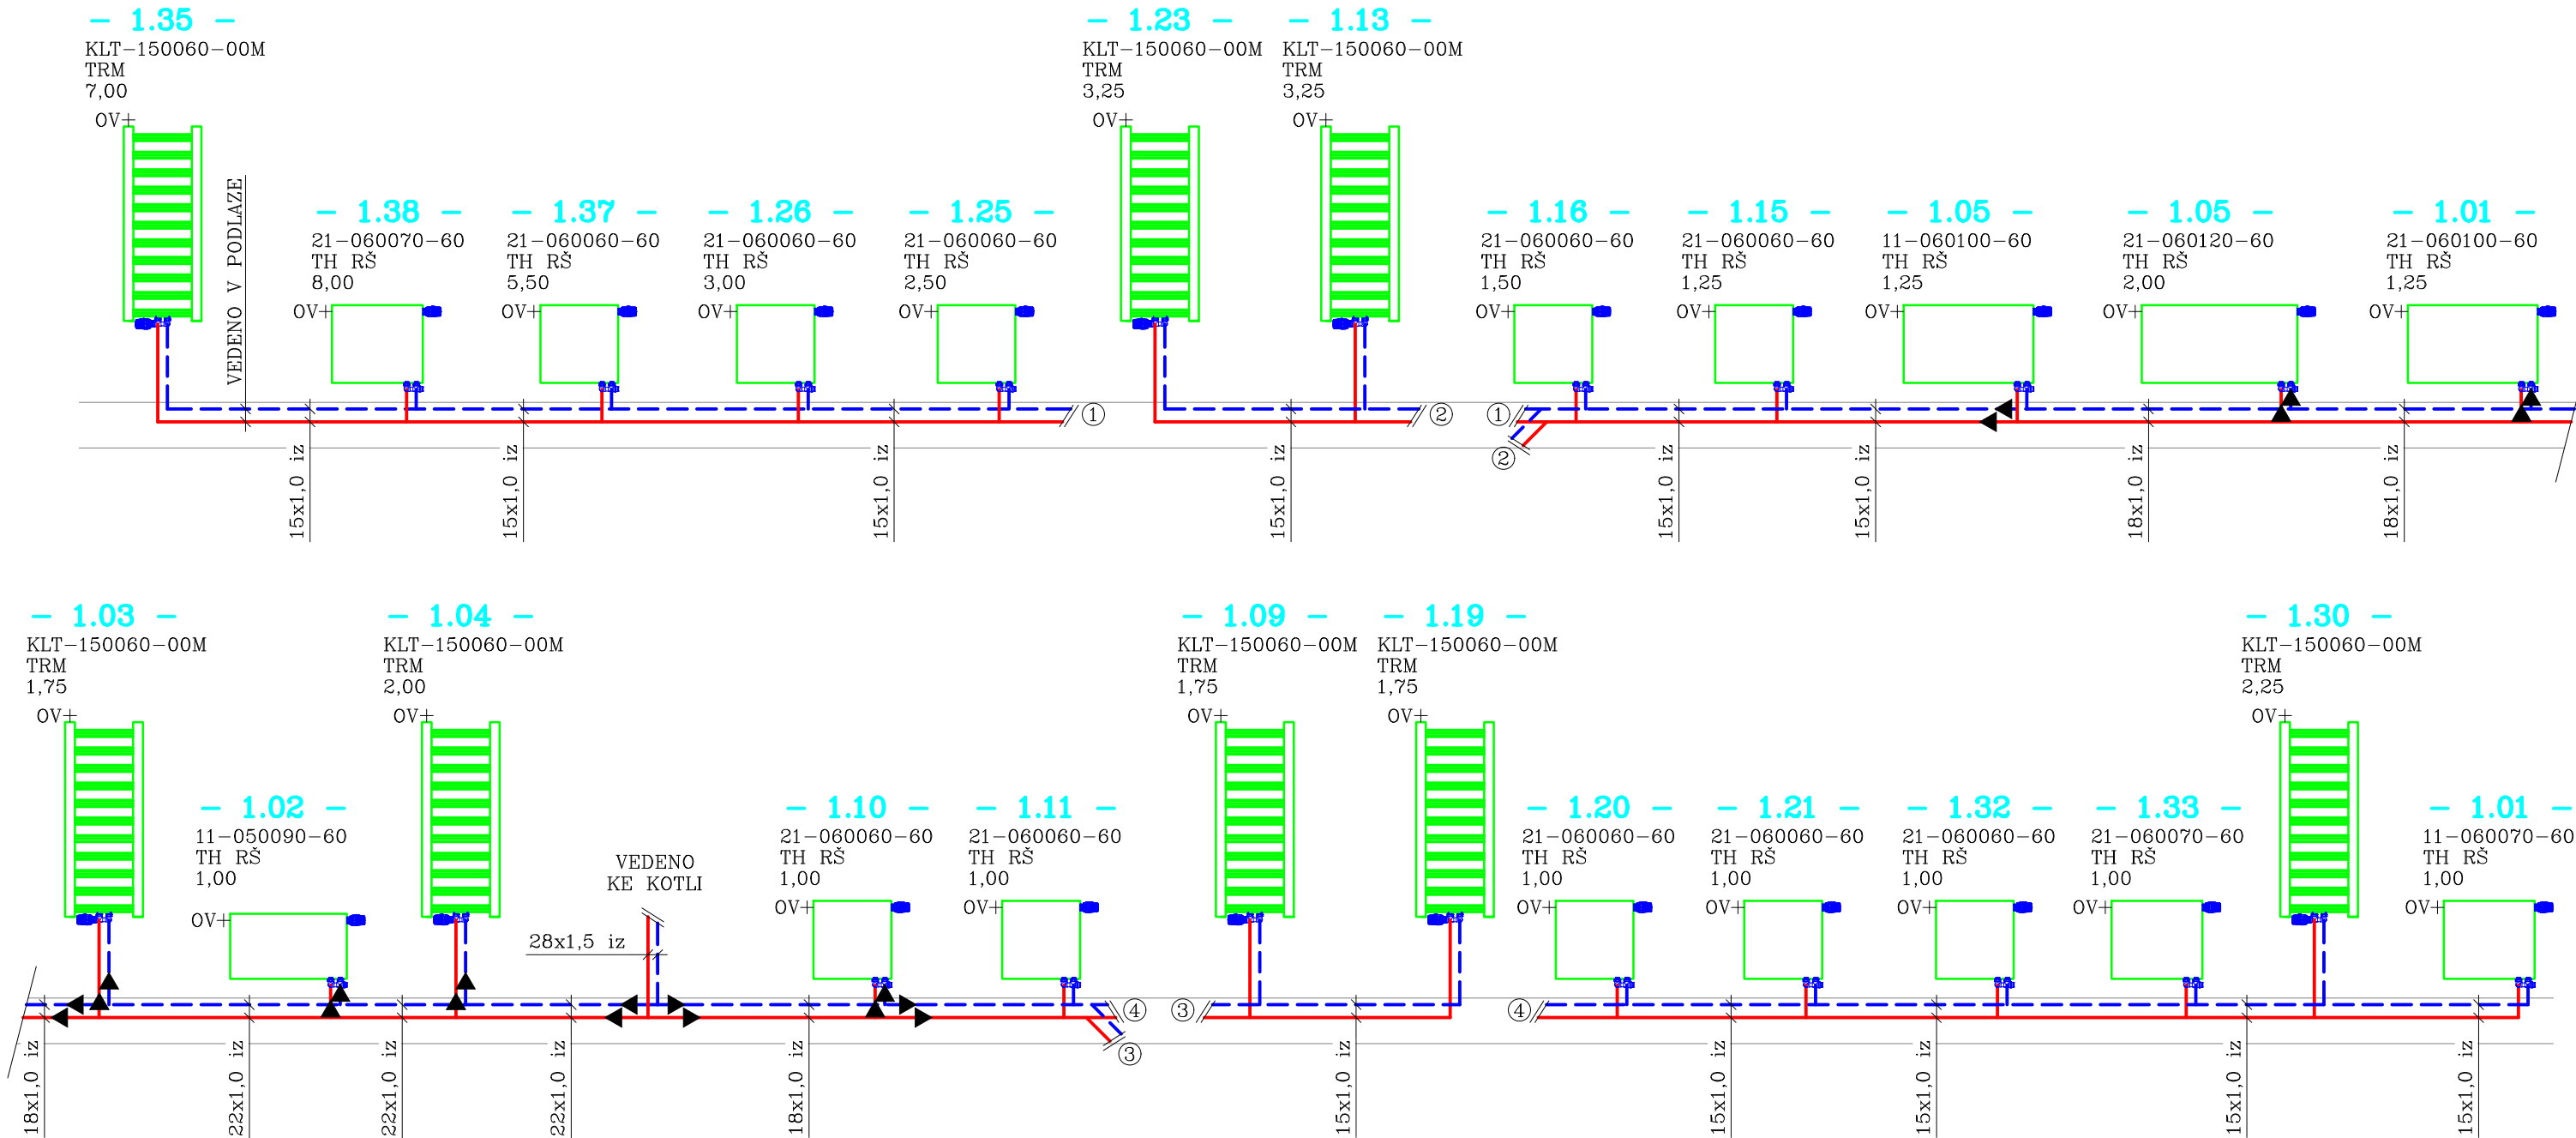 - 1.35 -
KLT-150060-00M
TRM
7,00
OV
VEDENO V PODLAZE
- 1.38 -
21-060070-60
TH RŠ
8,00
OV
- 1.37 -
21-060060-60
TH RŠ
5,50
OV
- 1.26 -
21-060060-60
TH RŠ
3,00
OV
- 1.25 -
21-060060-60
TH RŠ
2,50
OV
1
- 1.23 -
KLT-150060-00M
TRM
3,25
OV
- 1.13 -
KLT-150060-00M
TRM
3,25
OV
2
1
2
- 1.16 -
21-060060-60
TH RŠ
1,50
OV
- 1.15 -
21-060060-60
TH RŠ
1,25
OV
- 1.05 -
11-060100-60
TH RŠ
1,25
OV
- 1.05 -
21-060120-60
TH RŠ
2,00
OV
- 1.01 -
21-060100-60
TH RŠ
1,25
OV
15x1,0 iz
15x1,0 iz
15x1,0 iz
15x1,0 iz
15x1,0 iz
15x1,0 iz
18x1,0 iz
18x1,0 iz
- 1.03 -
KLT-150060-00M
TRM
1,75
OV
- 1.02 -
11-050090-60
TH RŠ
1,00
OV
- 1.04 -
KLT-150060-00M
TRM
2,00
OV
VEDENO
KE KOTLI
28x1,5 iz
- 1.10 -
21-060060-60
TH RŠ
1,00
OV
- 1.11 -
21-060060-60
TH RŠ
1,00
OV
4
3
- 1.09 -
KLT-150060-00M
TRM
1,75
OV
3
- 1.19 -
KLT-150060-00M
TRM
1,75
OV
4
- 1.20 -
21-060060-60
TH RŠ
1,00
OV
- 1.21 -
21-060060-60
TH RŠ
1,00
OV
- 1.32 -
21-060060-60
TH RŠ
1,00
OV
- 1.33 -
21-060070-60
TH RŠ
1,00
OV
- 1.30 -
KLT-150060-00M
TRM
2,25
OV
- 1.01 -
11-060070-60
TH RŠ
1,00
OV
18x1,0 iz
22x1,0 iz
22x1,0 iz
22x1,0 iz
18x1,0 iz
15x1,0 iz
15x1,0 iz
15x1,0 iz
15x1,0 iz
15x1,0 iz